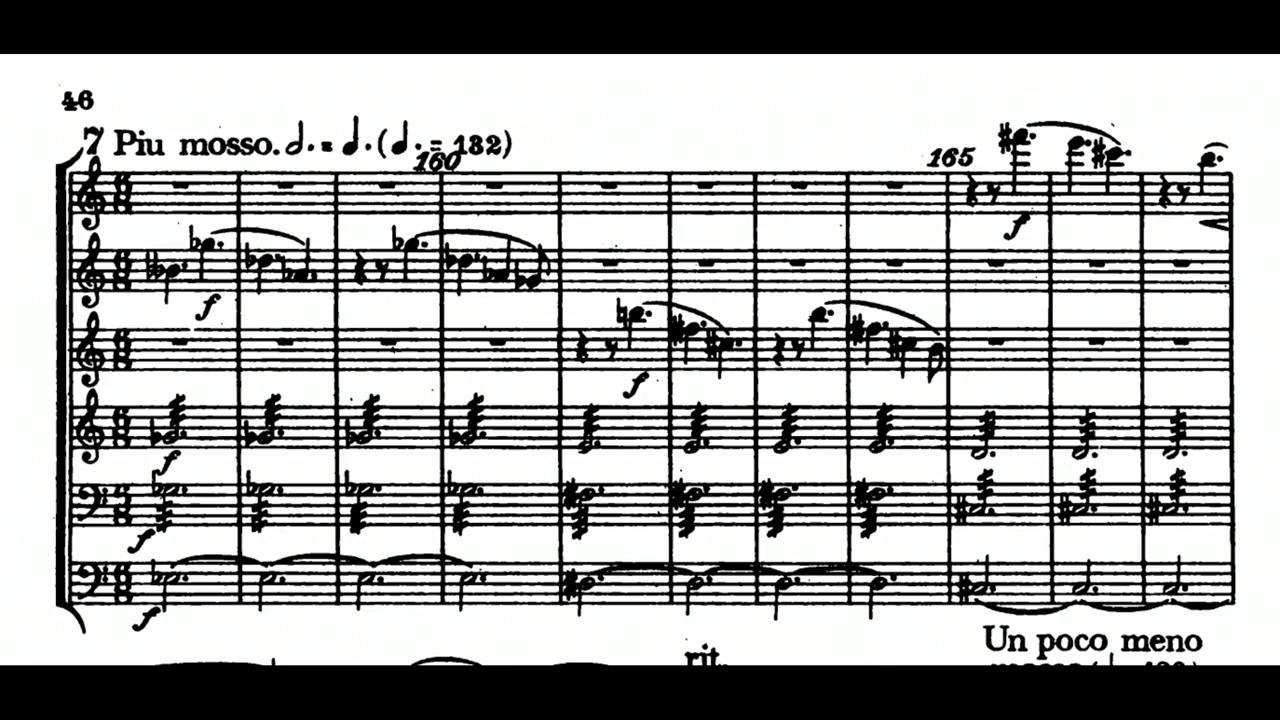 46
7 Piu mosso. 𝅗𝅥. = 𝅘𝅥. (𝅗𝅥. = 132)
160
165
f
f
f
f
f
f
rit.
Un poco meno